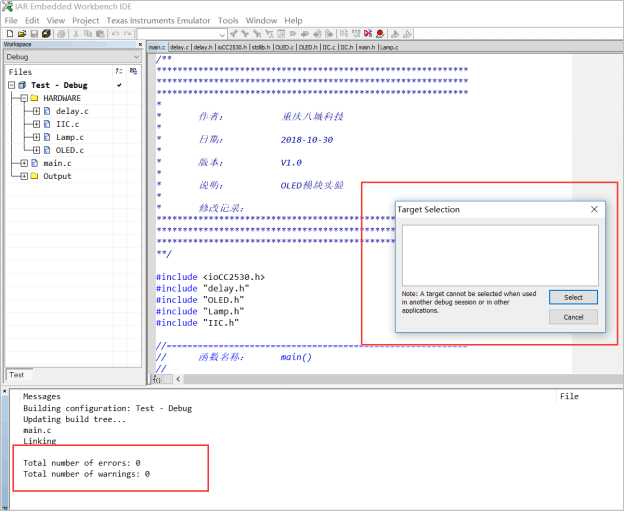 IAR Embedded Workbench IDE
File Edit View Project Texas Instruments Emulator Tools Window Help
Workspace
Debug
Files
Test - Debug
HARDWARE
delay.c
IIC.c
Lamp.c
OLED.c
main.c
Output
Test
main.c | delay.c | delay.h | ioCC2530.h | stdlib.h | OLED.c | OLED.h | IIC.c | IIC.h | main.h | Lamp.c
/**
***********************************************************
***********************************************************
***********************************************************
*
* 作者: 重庆八城科技
*
* 日期: 2018-10-30
*
* 版本: V1.0
*
* 说明: OLED模块实验
*
* 修改记录:
***********************************************************
***********************************************************
***********************************************************
**/
#include <ioCC2530.h>
#include "delay.h"
#include "OLED.h"
#include "Lamp.h"
#include "IIC.h"
//=========================================================
// 函数名称: main()
//
f()
Target Selection
Note: A target cannot be selected when used
in another debug session or in other
applications.
Select
Cancel
Messages File
Building configuration: Test - Debug
Updating build tree...
main.c
Linking
Total number of errors: 0
Total number of warnings: 0